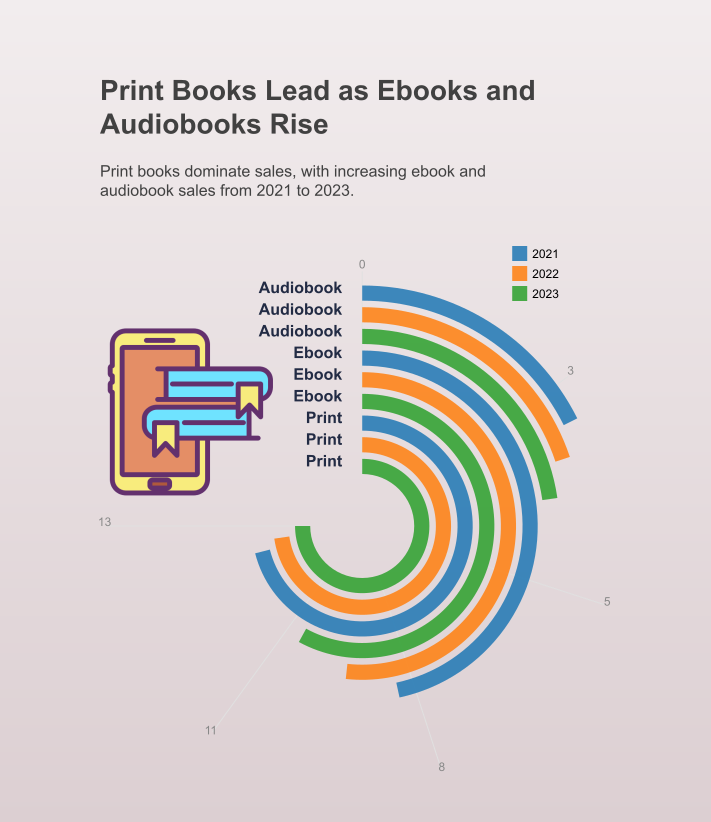 Print Books Lead as Ebooks and
Audiobooks Rise
Print books dominate sales, with increasing ebook and
audiobook sales from 2021 to 2023.
2021
2022
2023
0
Audiobook
Audiobook
Audiobook
Ebook
Ebook
Ebook
Print
Print
Print
3
13
5
11
8